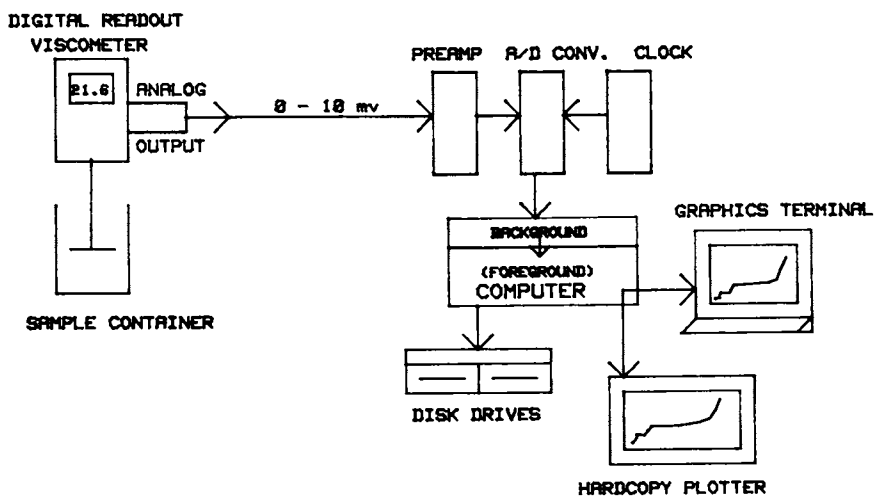 DIGITAL READOUT
VISCOMETER
21.6
ANALOG
OUTPUT
0 - 10 mv
PREAMP
A/D CONV.
CLOCK
BACKGROUND
(FOREGROUND)
COMPUTER
GRAPHICS TERMINAL
SAMPLE CONTAINER
DISK DRIVES
HARDCOPY PLOTTER